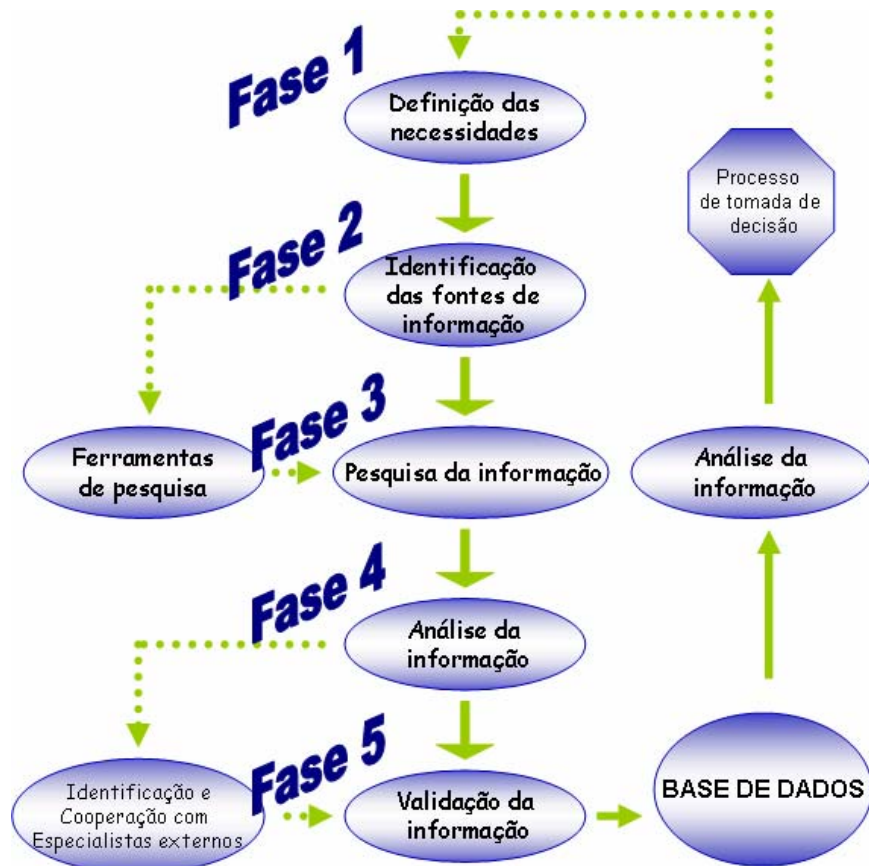 Fase 1
Definição das
necessidades
Processo
de tomada de
decisão
Fase 2
Identificação
das fontes de
informação
Fase 3
Ferramentas
de pesquisa
Pesquisa da informação
Análise da
informação
Fase 4
Análise da
informação
Fase 5
Identificação e
Cooperação com
Especialistas externos
Validação da
informação
BASE DE DADOS